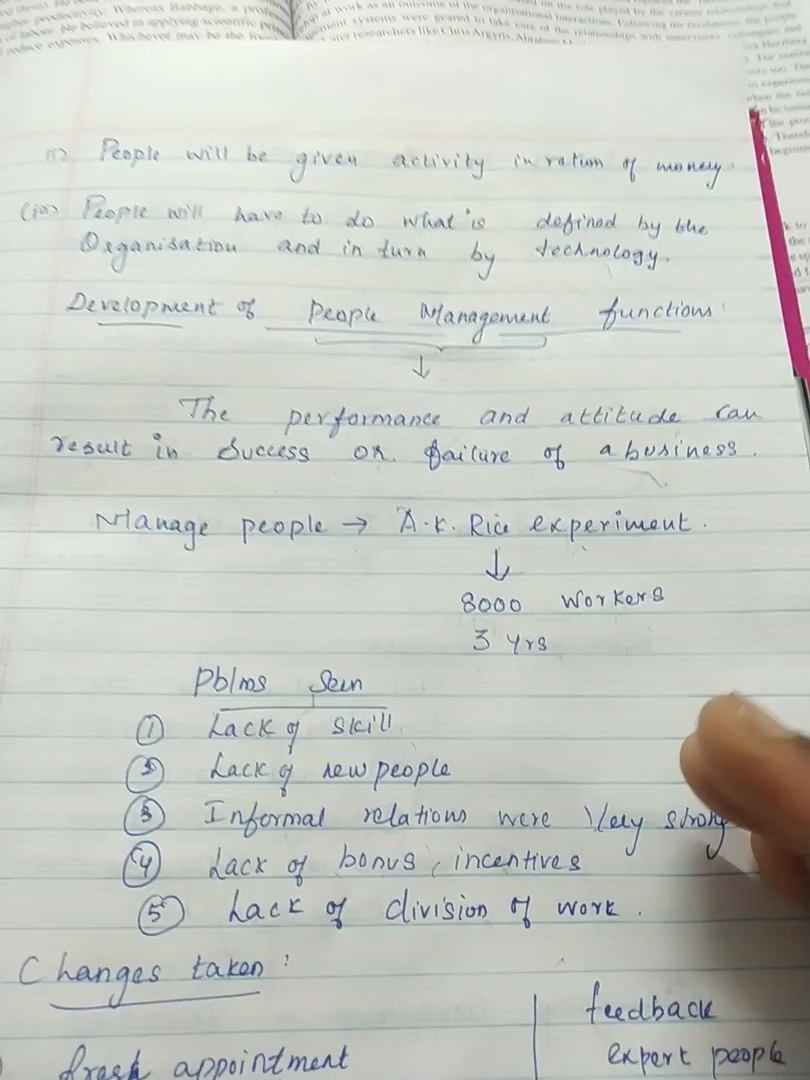 People will be given activity in return of money.
(iii) People will have to do what is defined by the
Organisation and in turn by technology.
Development of People Management functions:
↓
The performance and attitude can
result in success or failure of a business.
Manage people → A.K. Rice experiment.
↓
8000 workers
3 yrs
Pblms Seen
① Lack of skill
② Lack of new people
③ Informal relations were very strong
④ Lack of bonus, incentives
⑤ Lack of division of work.
Changes taken:
fresh appointment
feedback
expert people